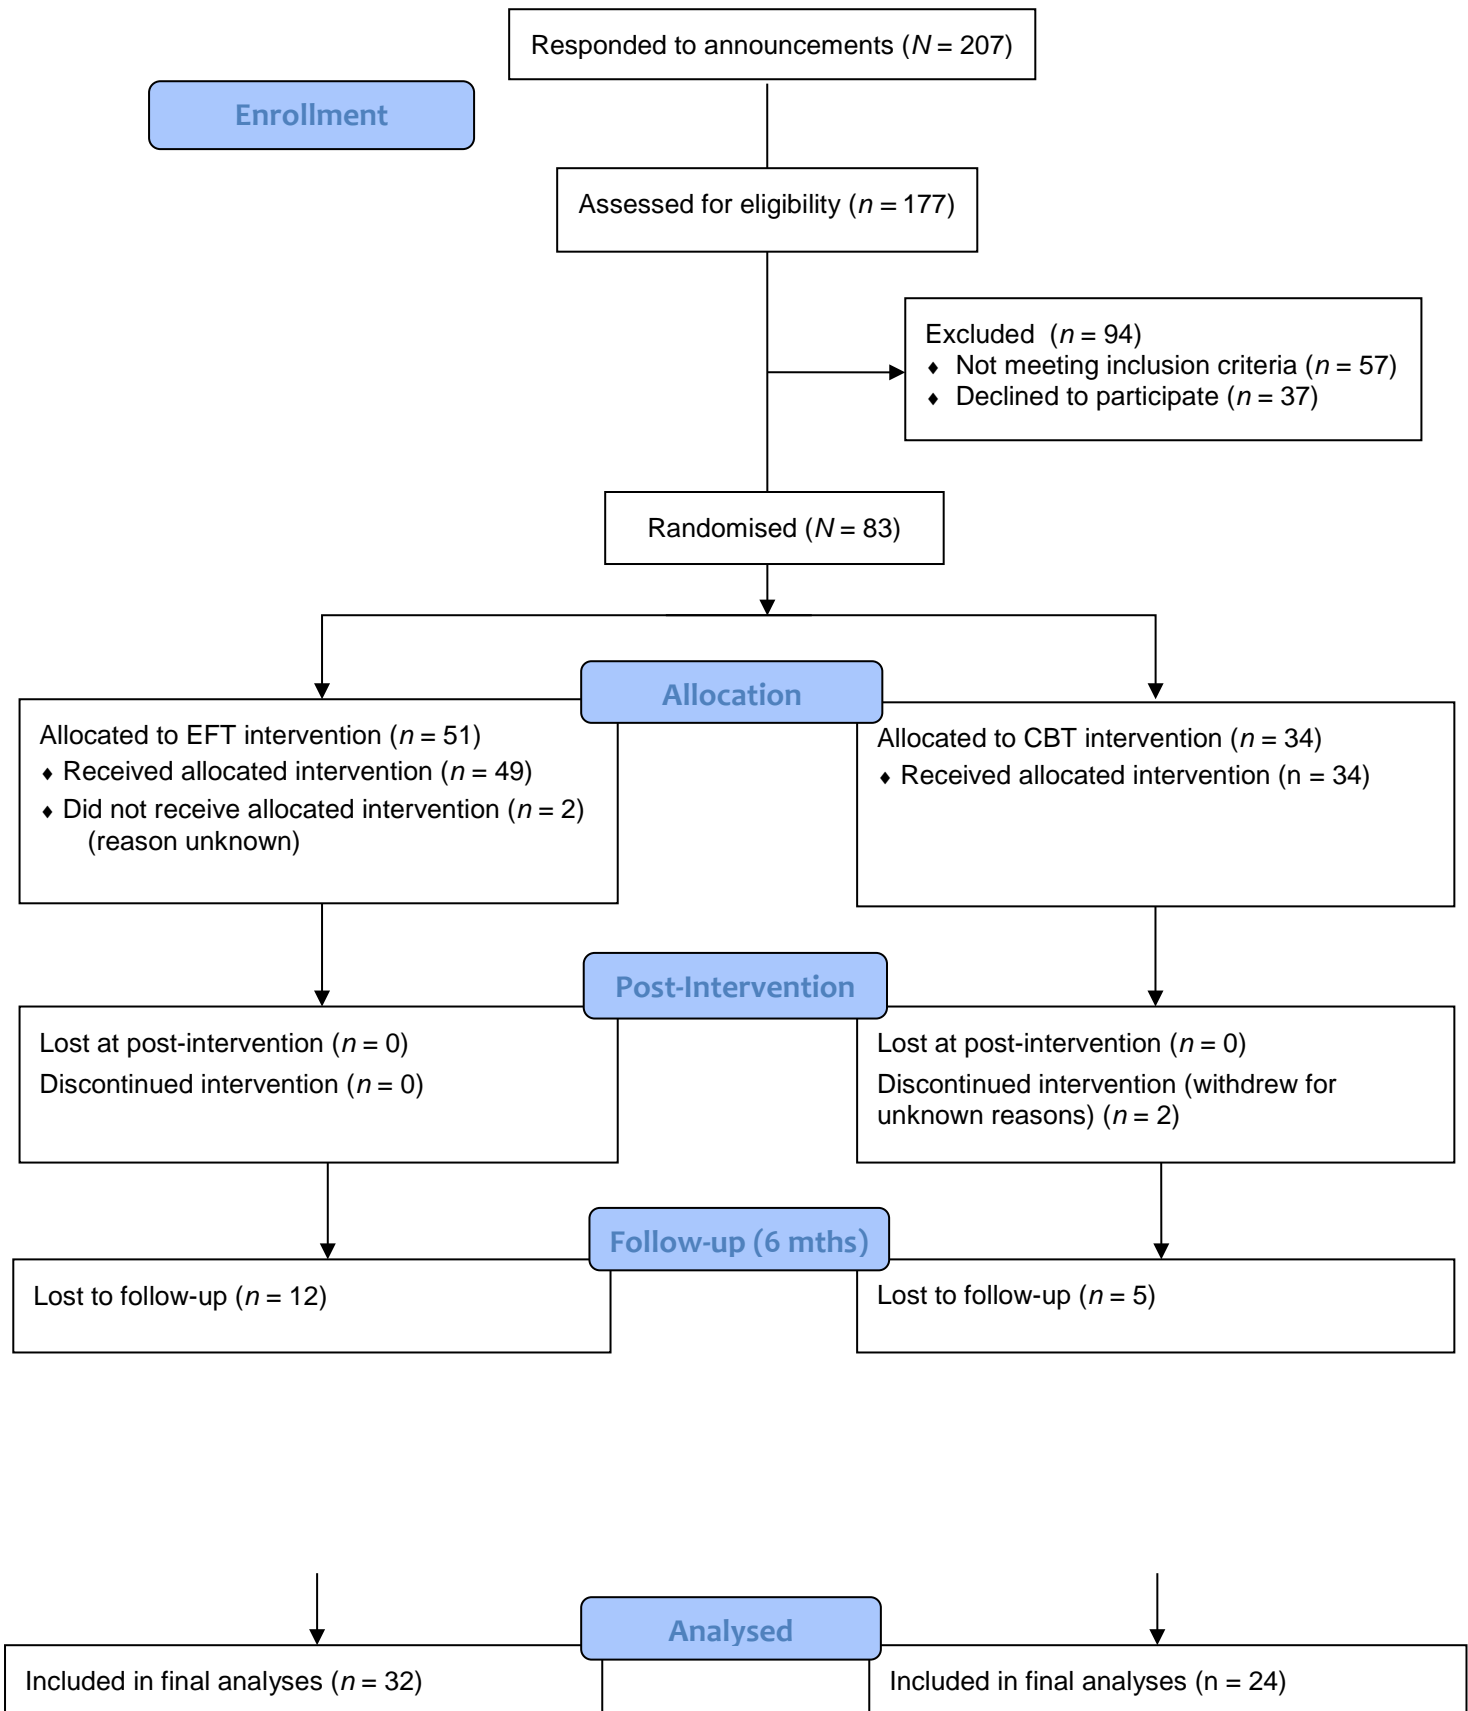 Responded to announcements (N = 207)
Enrollment
Assessed for eligibility (n = 177)
Excluded (n = 94)
♦ Not meeting inclusion criteria (n = 57)
♦ Declined to participate (n = 37)
Randomised (N = 83)
Allocation
Allocated to EFT intervention (n = 51)
♦ Received allocated intervention (n = 49)
♦ Did not receive allocated intervention (n = 2)
(reason unknown)
Allocated to CBT intervention (n = 34)
♦ Received allocated intervention (n = 34)
Post-Intervention
Lost at post-intervention (n = 0)
Discontinued intervention (n = 0)
Lost at post-intervention (n = 0)
Discontinued intervention (withdrew for
unknown reasons) (n = 2)
Follow-up (6 mths)
Lost to follow-up (n = 12)
Lost to follow-up (n = 5)
Analysed
Included in final analyses (n = 32)
Included in final analyses (n = 24)